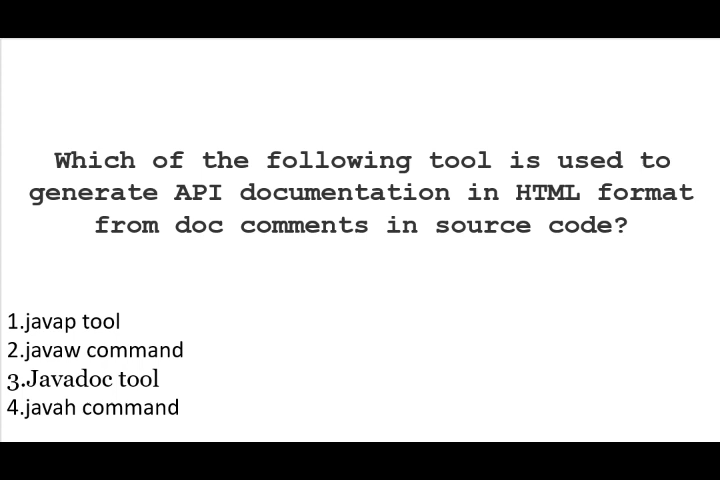 Which of the following tool is used to
generate API documentation in HTML format
from doc comments in source code?
1.javap tool
2.javaw command
3.Javadoc tool
4.javah command